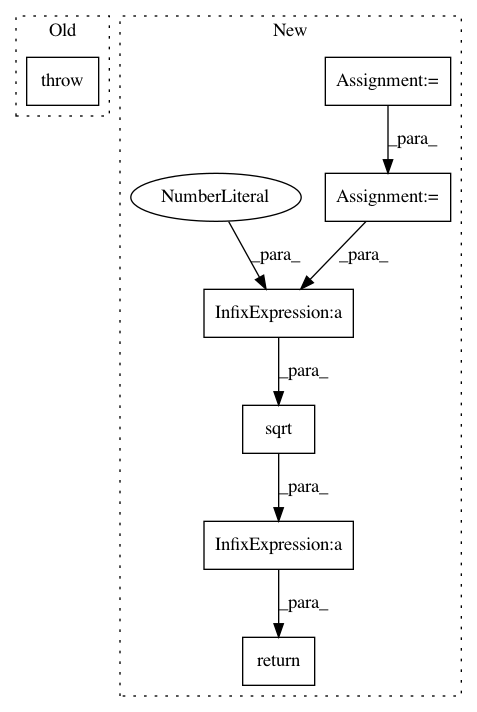 Old
New
throw
Assignment:=
_para_
NumberLiteral
Assignment:=
_para_
_para_
InfixExpression:a
_para_
sqrt
_para_
InfixExpression:a
_para_
return